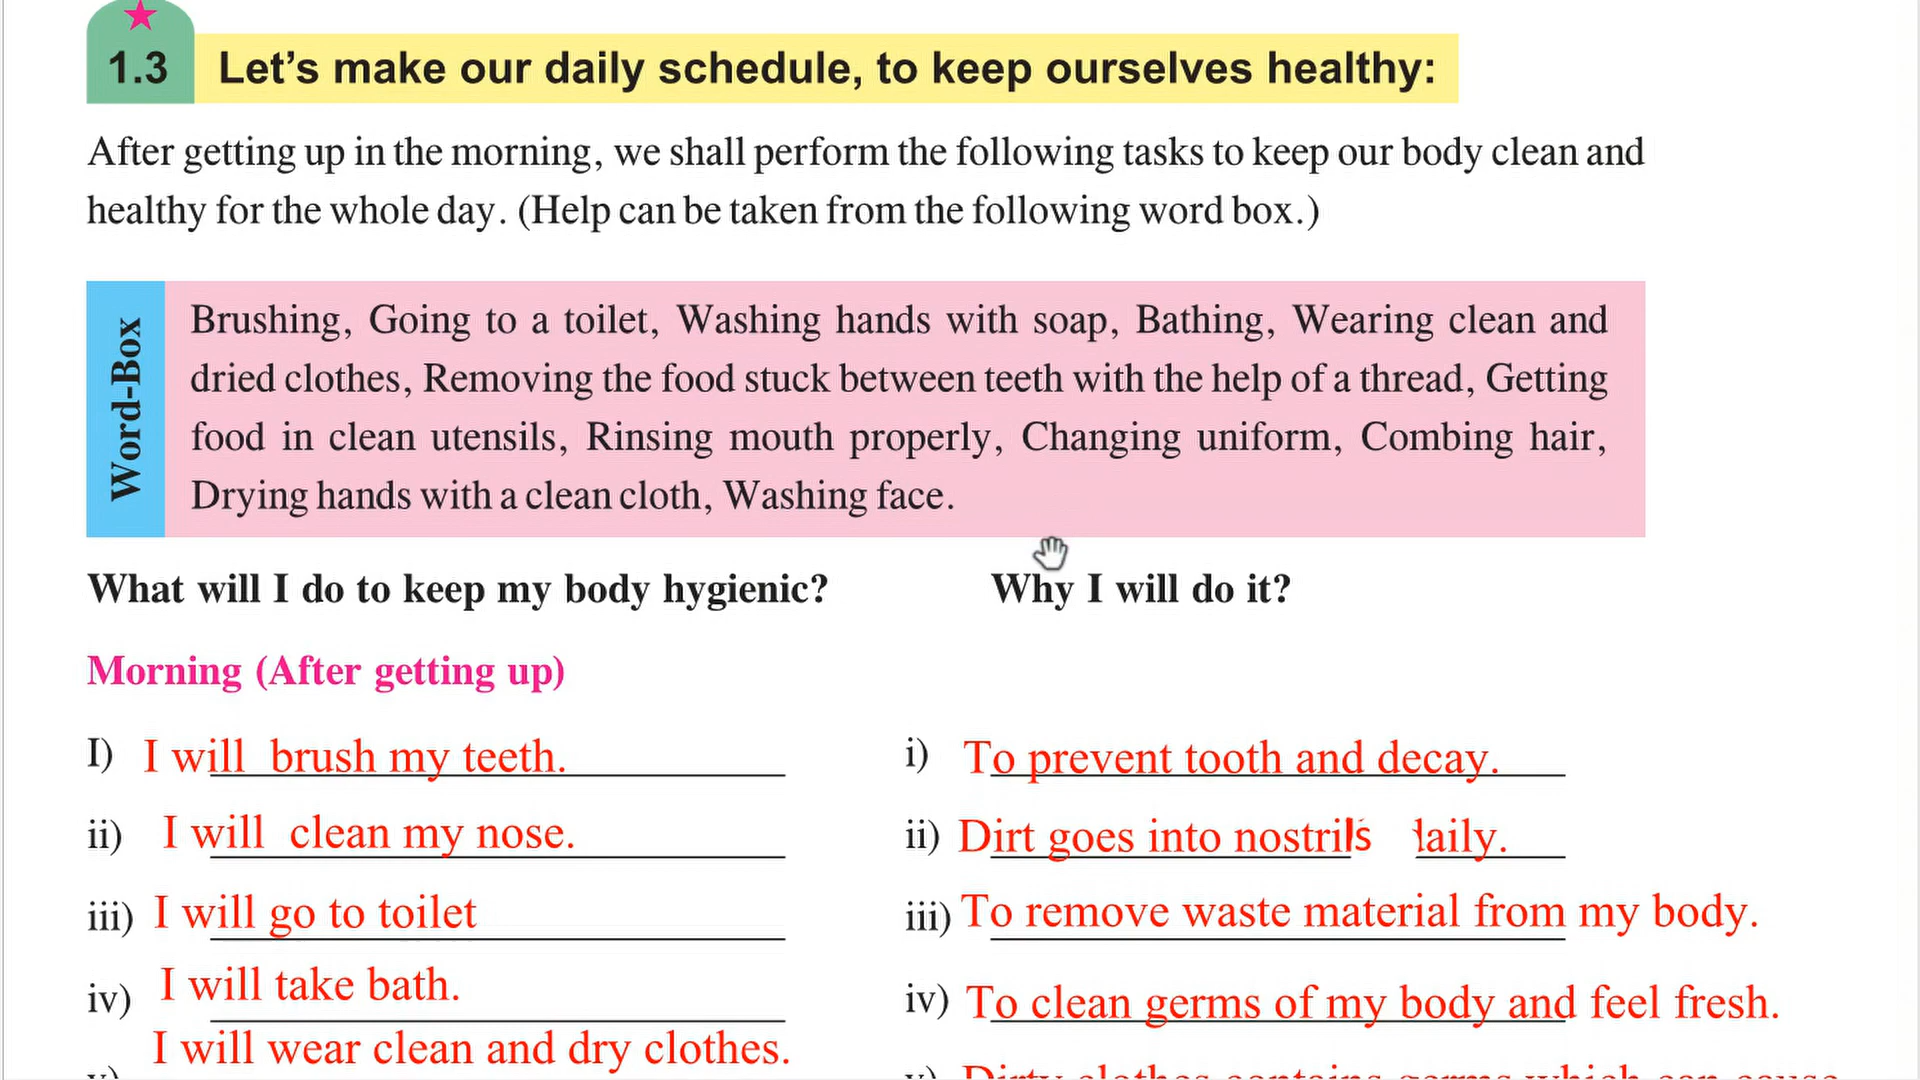 1.3 Let's make our daily schedule, to keep ourselves healthy:
After getting up in the morning, we shall perform the following tasks to keep our body clean and
healthy for the whole day. (Help can be taken from the following word box.)
Word-Box
Brushing, Going to a toilet, Washing hands with soap, Bathing, Wearing clean and
dried clothes, Removing the food stuck between teeth with the help of a thread, Getting
food in clean utensils, Rinsing mouth properly, Changing uniform, Combing hair,
Drying hands with a clean cloth, Washing face.
What will I do to keep my body hygienic? Why I will do it?
Morning (After getting up)
I) I will brush my teeth. i) To prevent tooth and decay.
ii) I will clean my nose. ii) Dirt goes into nostrils daily.
iii) I will go to toilet iii) To remove waste material from my body.
iv) I will take bath. iv) To clean germs of my body and feel fresh.
v) I will wear clean and dry clothes. v) Dirty clothes contains germs which can cause